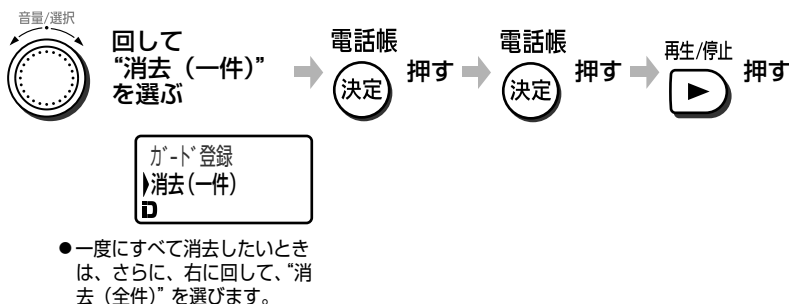 音量/選択
回して
“消去（一件）”
を選ぶ
電話帳
決定
押す
電話帳
決定
押す
再生/停止
押す
ｶﾞｰﾄﾞ登録
消去(一件)
D
●一度にすべて消去したいとき
は、さらに、右に回して、“消
去（全件）”を選びます。